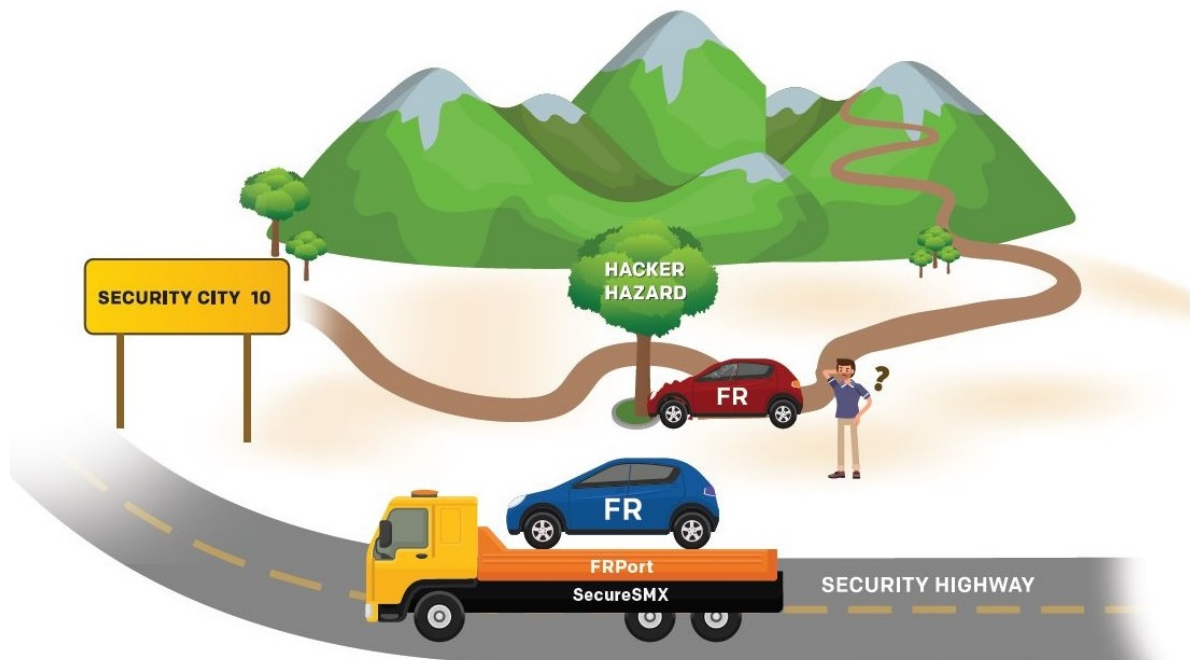 HACKER
HAZARD
SECURITY CITY 10
FR
?
FR
FRPort
SecureSMX
SECURITY HIGHWAY